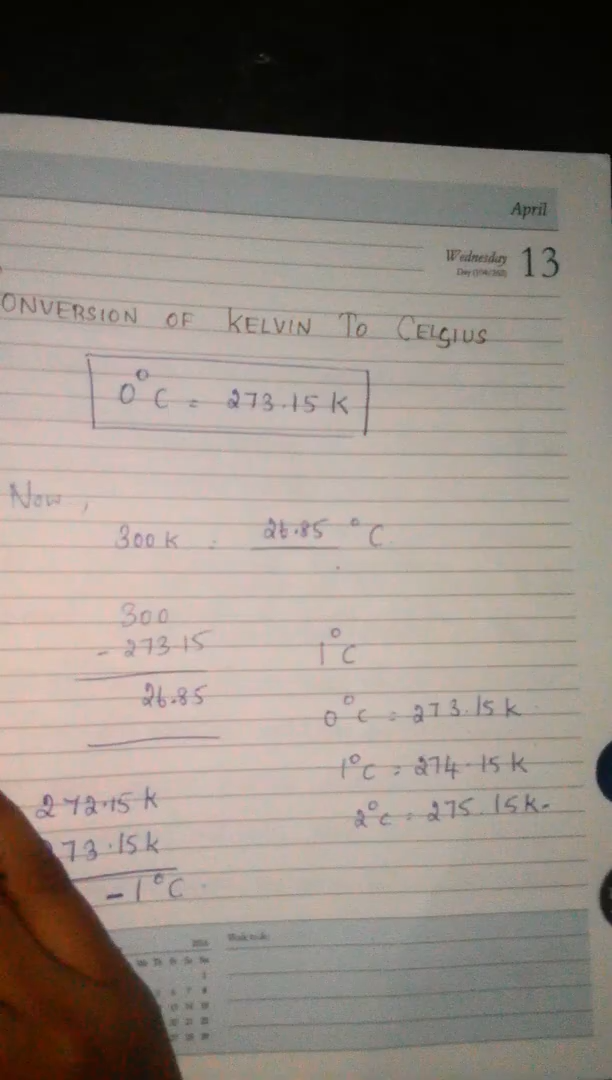 April
Wednesday 13
ONVERSION OF KELVIN TO CELSIUS
0°C = 273.15 K
Now,
300 K = 26.85 °C
300
- 273.15
26.85
1°C
0°C = 273.15 K
1°C = 274.15 K
2°C = 275.15 K
272.15 K
73.15 K
-1°C